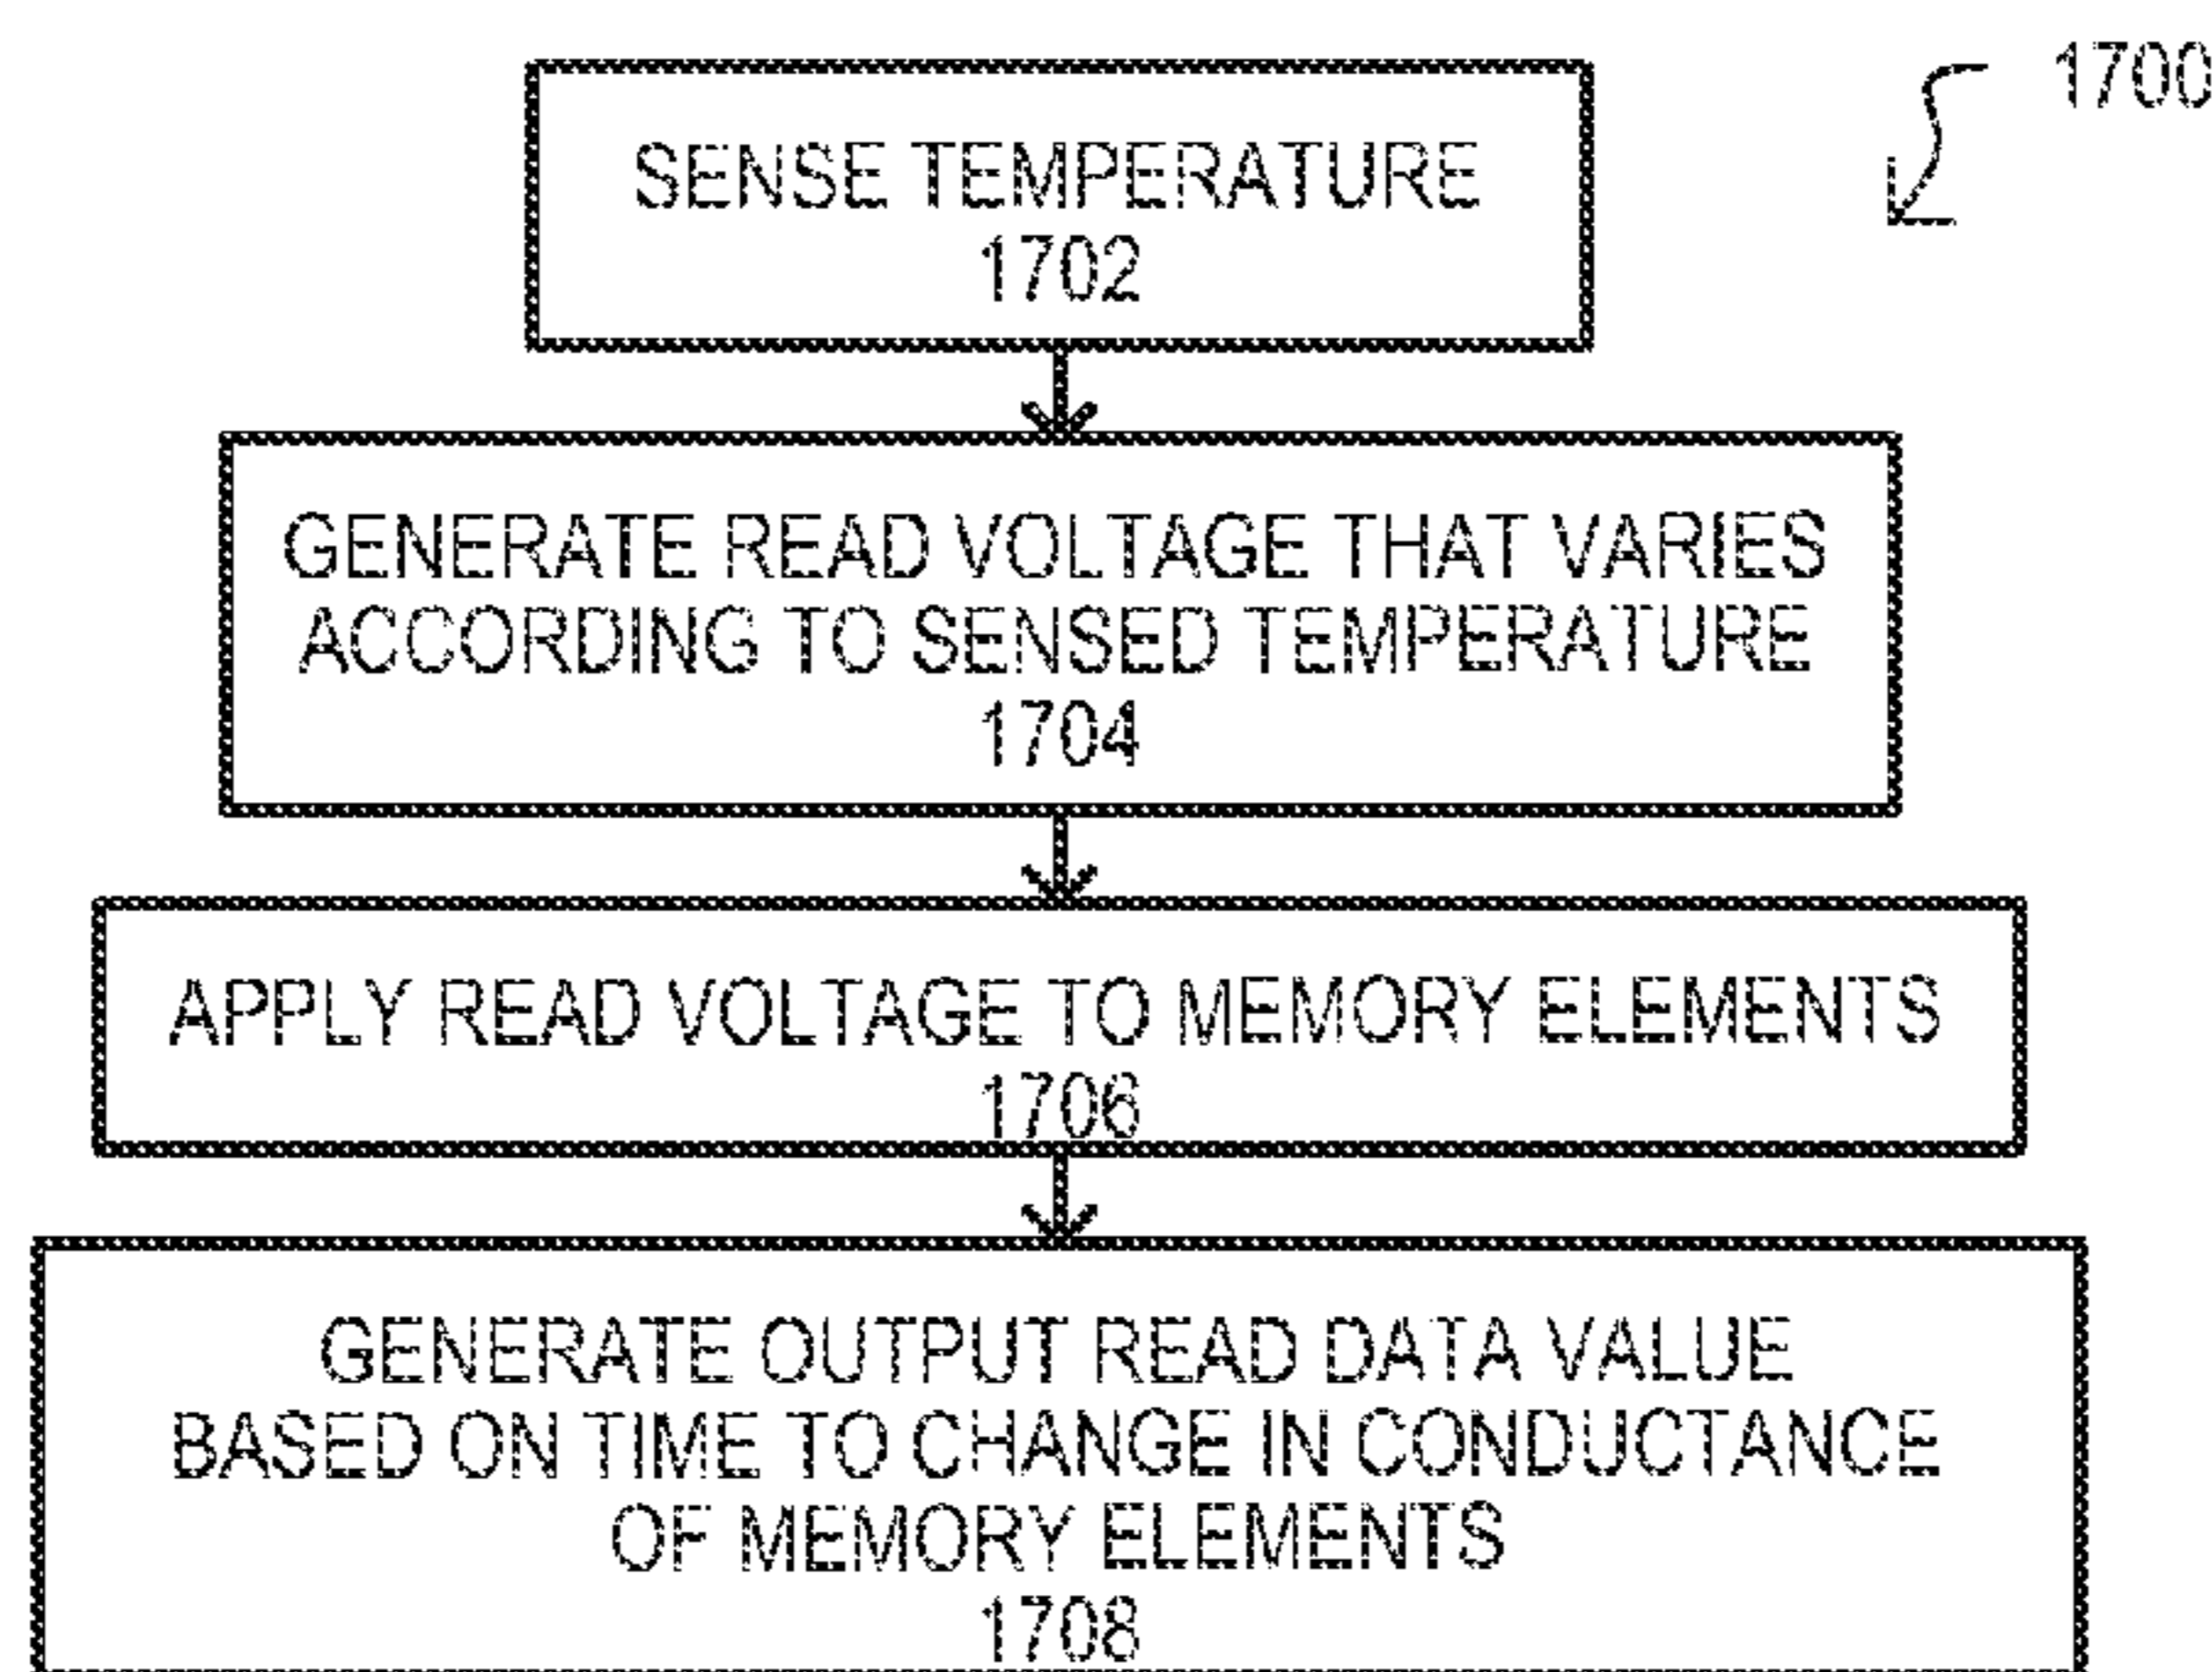 1700
SENSE TEMPERATURE
1702
GENERATE READ VOLTAGE THAT VARIES
ACCORDING TO SENSED TEMPERATURE
1704
APPLY READ VOLTAGE TO MEMORY ELEMENTS
1706
GENERATE OUTPUT READ DATA VALUE
BASED ON TIME TO CHANGE IN CONDUCTANCE
OF MEMORY ELEMENTS
1708